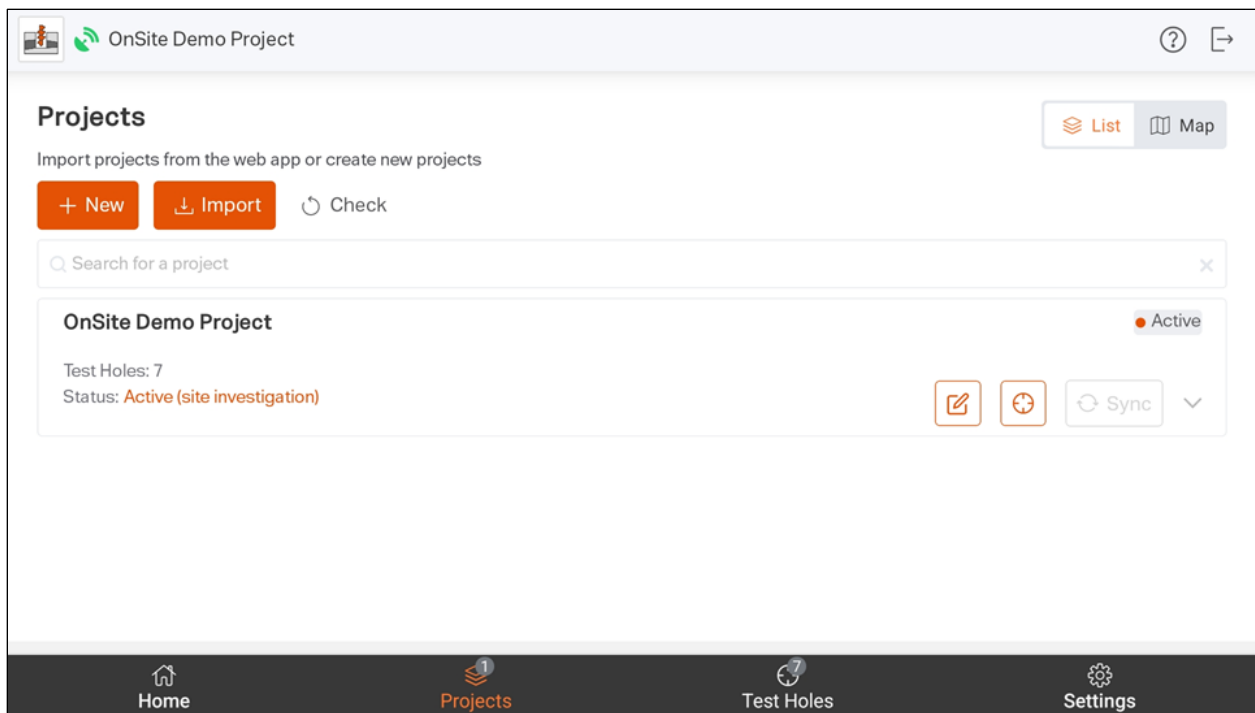 OnSite Demo Project
Projects
List
Map
Import projects from the web app or create new projects
+ New
Import
Check
Search for a project
OnSite Demo Project
Active
Test Holes: 7
Status: Active (site investigation)
Sync
1
7
Home
Projects
Test Holes
Settings